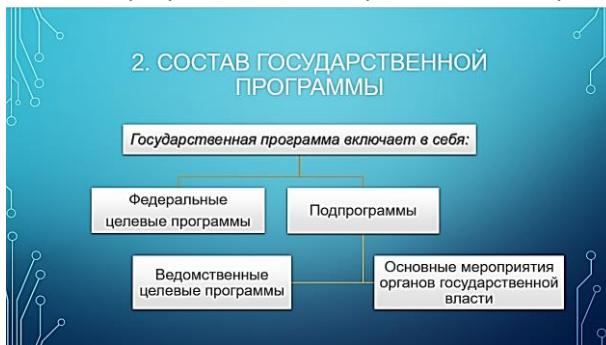 2. СОСТАВ ГОСУДАРСТВЕННОЙ
ПРОГРАММЫ
Государственная программа включает в себя:
Федеральные
целевые программы
Подпрограммы
Ведомственные
целевые программы
Основные мероприятия
органов государственной
власти